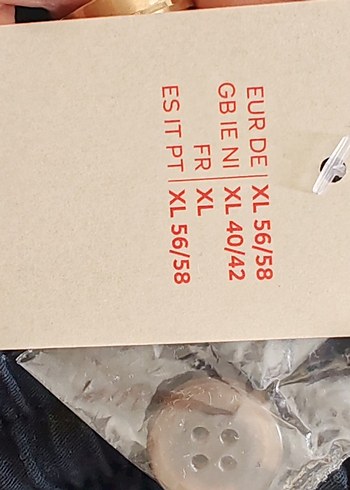 EUR DE | XL 56/58
GB IE NI | XL 40/42
FR | XL
ES IT PT | XL 56/58